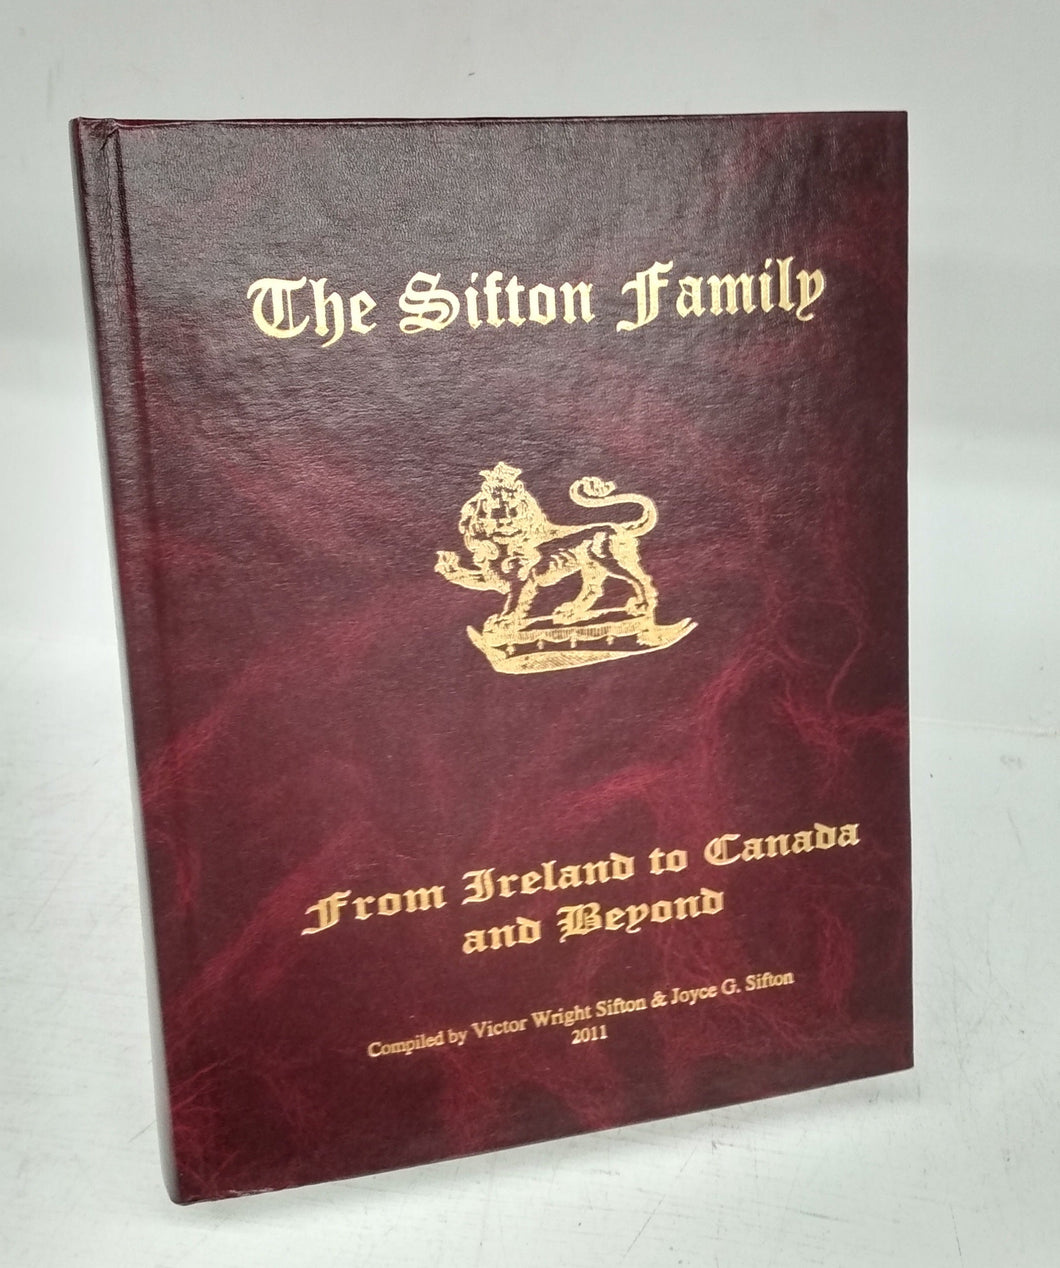 The Sifton Family
From Ireland to Canada
and Beyond
Compiled by Victor Wright Sifton & Joyce G. Sifton
2011